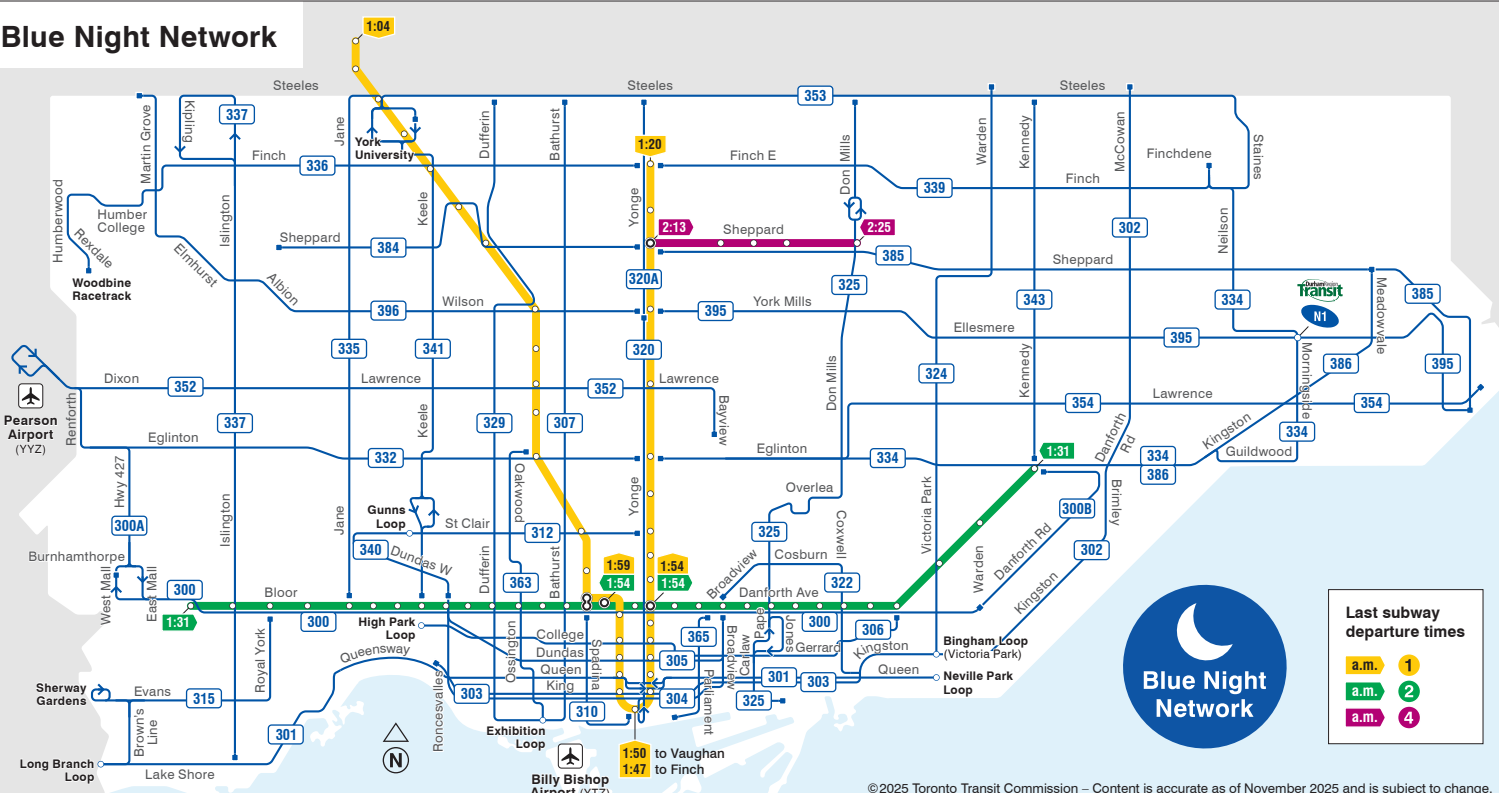 Blue Night Network
1:04
Steeles
Steeles
Steeles
353
337
Martin Grove
Kipling
Jane
York
University
Dufferin
Bathurst
1:20
Don Mills
Warden
Kennedy
McCowan
Finchdene
Staines
Finch
336
Finch E
339
Finch
Humberwood
Humber
College
Rexdale
Woodbine
Racetrack
Islington
Keele
Yonge
2:13
Sheppard
2:25
302
Neilson
Sheppard
384
Elmhurst
Albion
385
Sheppard
320A
325
343
334
DurhamRegion
Transit
N1
Meadowvale
385
396
Wilson
395
York Mills
Ellesmere
395
335
341
320
Don Mills
324
Kennedy
Morningside
386
395
Pearson
Airport
(YYZ)
Dixon
352
Lawrence
352
Lawrence
Bayview
354
Lawrence
354
Renforth
337
Keele
329
307
Danforth
Rd
Kingston
334
Guildwood
Eglinton
332
Eglinton
334
1:31
334
386
Hwy 427
300A
Islington
Jane
Oakwood
Yonge
Overlea
Victoria Park
Brimley
300B
Gunns
Loop
St Clair
312
325
Coxwell
302
340
Dundas W
Burnhamthorpe
West Mall
East Mall
300
1:31
Bloor
300
Dufferin
363
Bathurst
1:59
1:54
1:54
1:54
Broadview
Cosburn
322
Danforth Ave
Warden
Danforth Rd
Kingston
High Park
Loop
College
Dundas
Queen
King
Ossington
Spadina
365
305
Broadview
Carlaw
Pape
Jones
300
306
Gerrard
Kingston
Bingham Loop
(Victoria Park)
Queensway
Royal York
Roncesvalles
303
304
301
303
Queen
Neville Park
Loop
Sherway
Gardens
Evans
315
310
Parliament
325
Brown's
Line
301
Exhibition
Loop
N
Long Branch
Loop
Lake Shore
Billy Bishop
Airport (YTZ)
1:50 to Vaughan
1:47 to Finch
Blue Night
Network
Last subway
departure times
a.m. 1
a.m. 2
a.m. 4
©2025 Toronto Transit Commission – Content is accurate as of November 2025 and is subject to change.